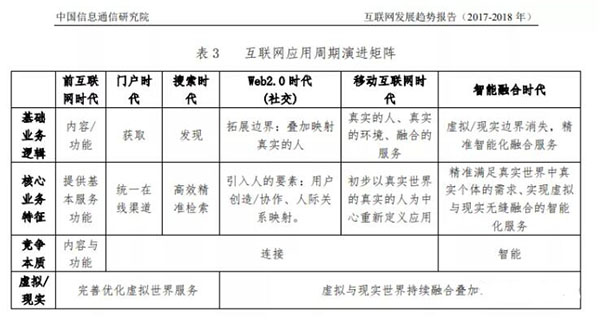 中国信息通信研究院 互联网发展趋势报告（2017-2018 年）
表 3 互联网应用周期演进矩阵
前互联网时代 门户时代 搜索时代 Web2.0 时代（社交） 移动互联网时代 智能融合时代
基础业务逻辑 内容/功能 获取 发现 拓展边界：叠加映射真实的人 真实的人、真实的环境、融合的服务 虚拟/现实边界消失，精准智能化融合服务
核心业务特征 提供基本服务功能 统一在线渠道 高效精准检索 引入人的要素：用户创造/协作、人际关系映射。 初步以真实世界的真实的人为中心重新定义应用 精准满足真实世界中真实个体的需求、实现虚拟与现实无缝融合的智能化服务
竞争本质 内容与功能 连接 智能
虚拟/现实 完善优化虚拟世界服务 虚拟与现实世界持续融合叠加.